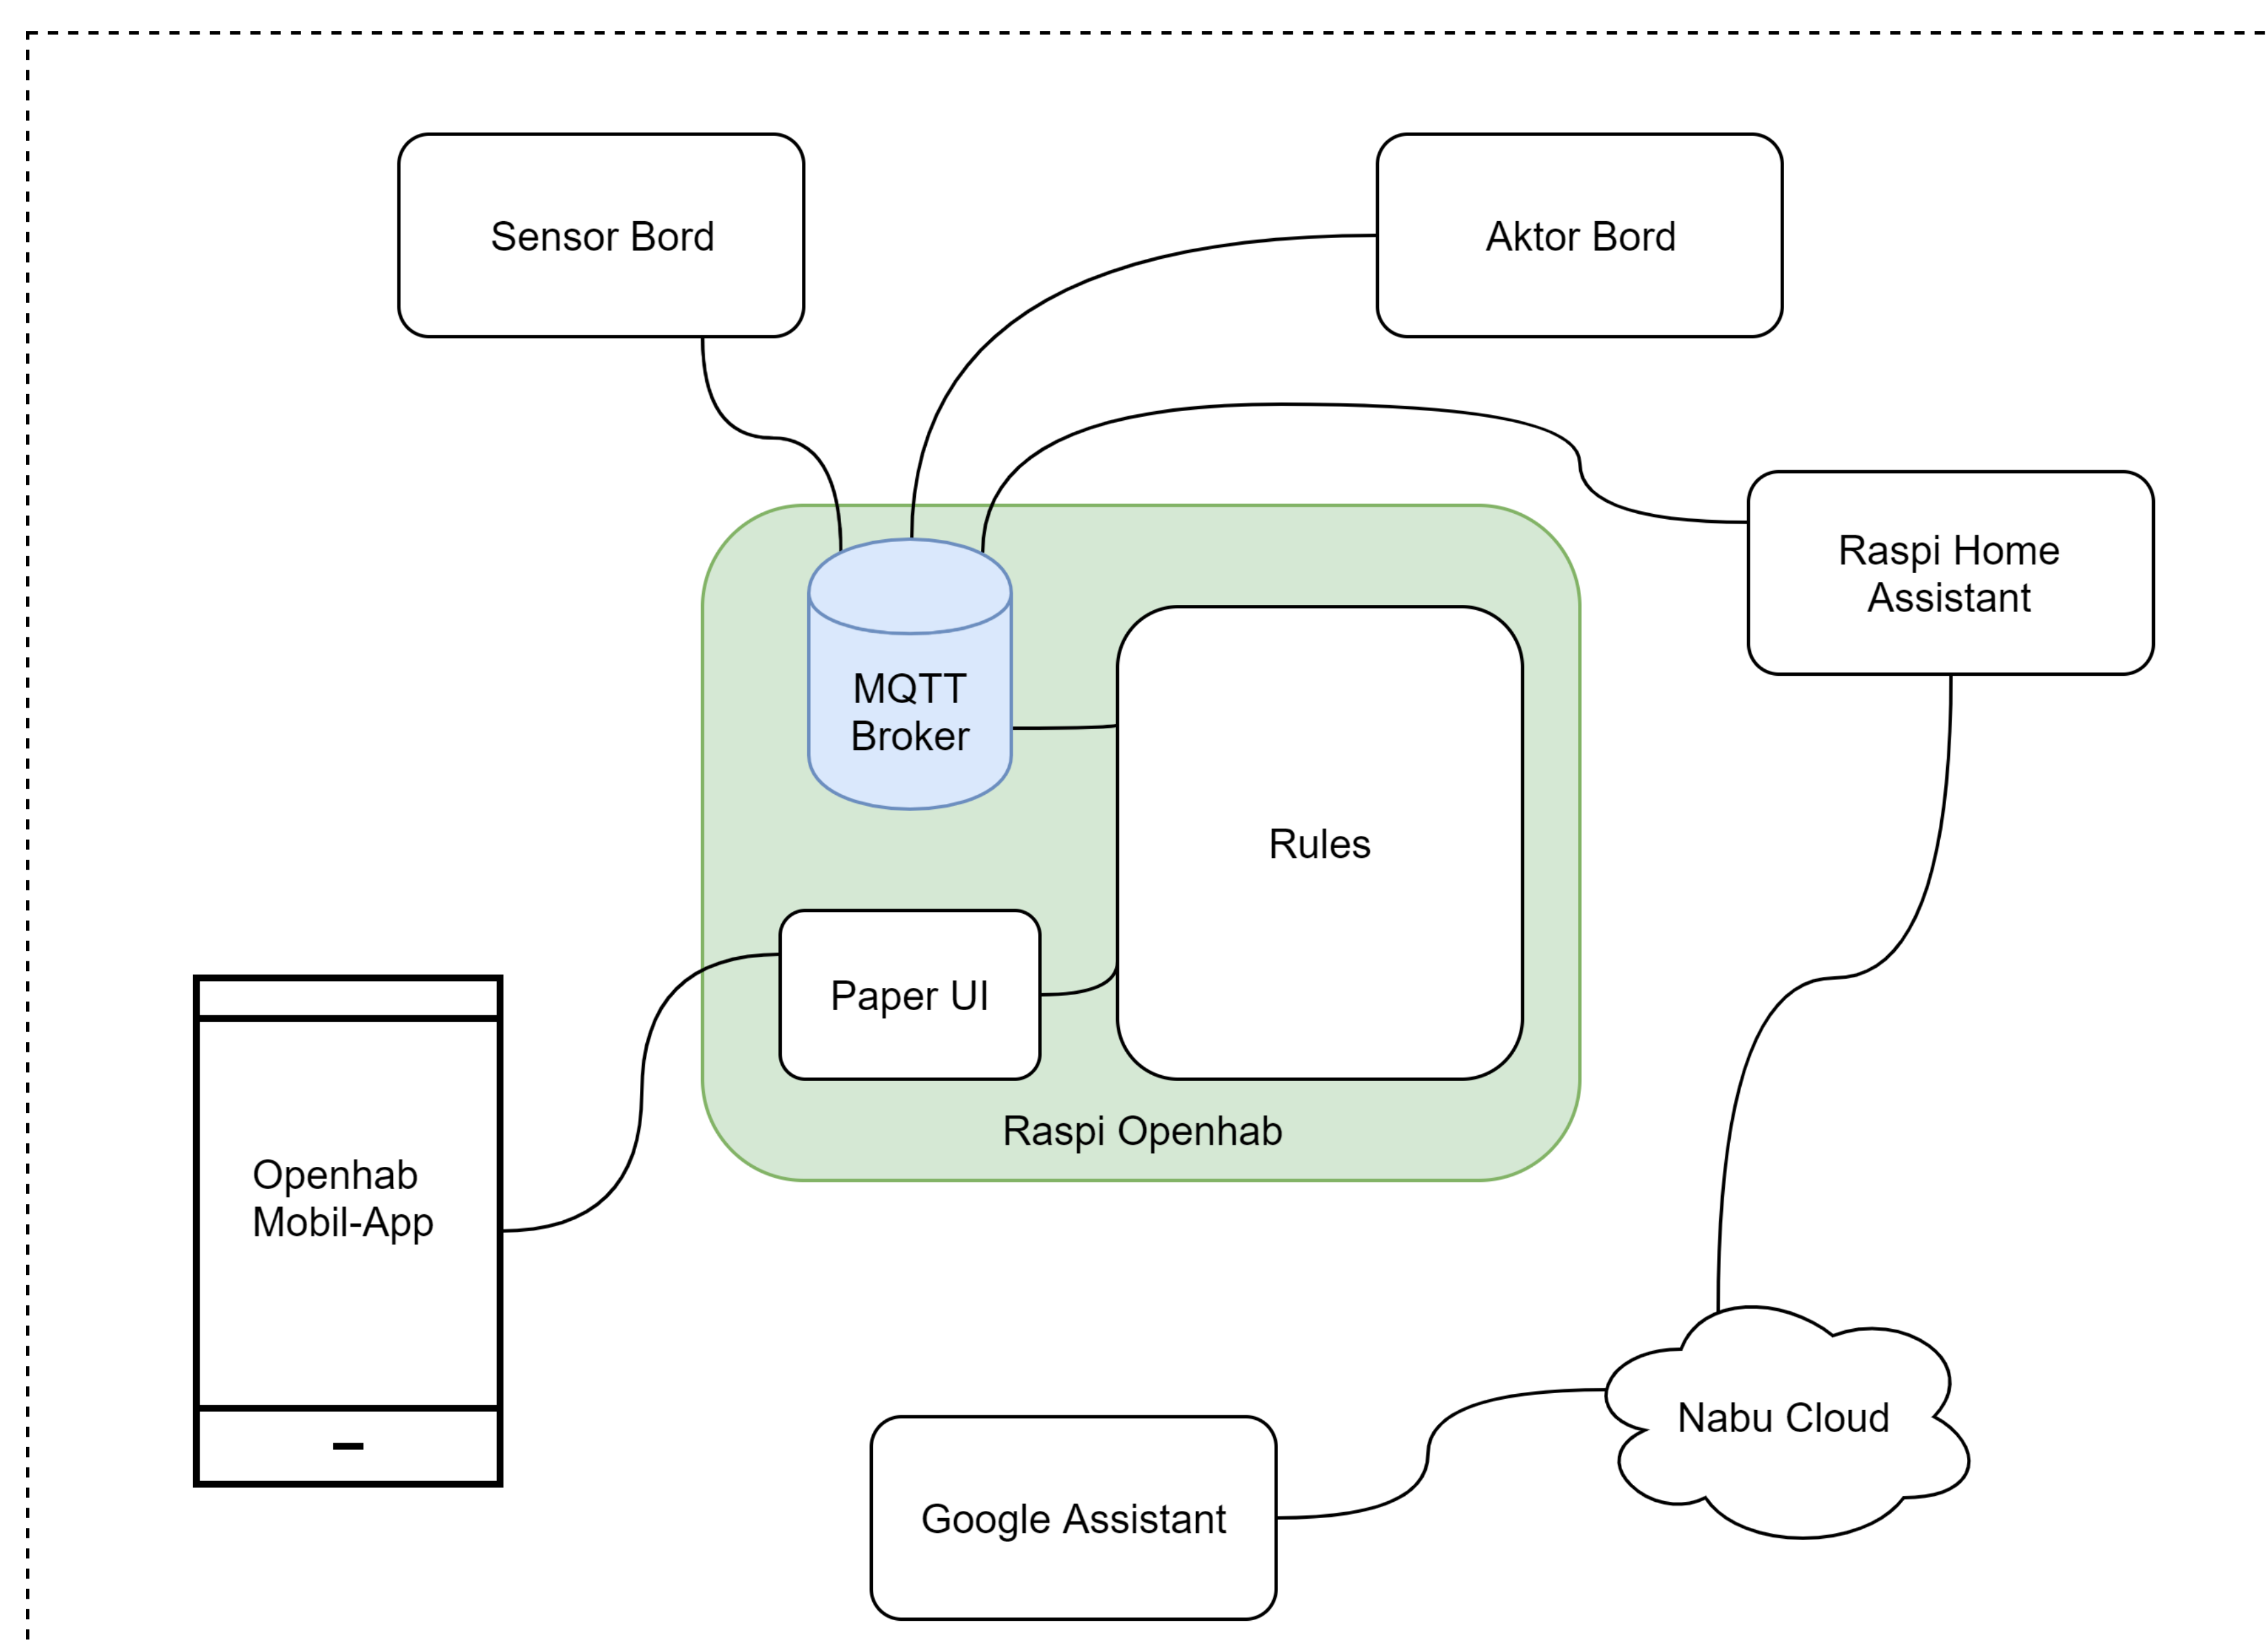 Sensor Bord
Aktor Bord
Raspi Home
Assistant
MQTT
Broker
Rules
Paper UI
Raspi Openhab
Openhab
Mobil-App
Nabu Cloud
Google Assistant